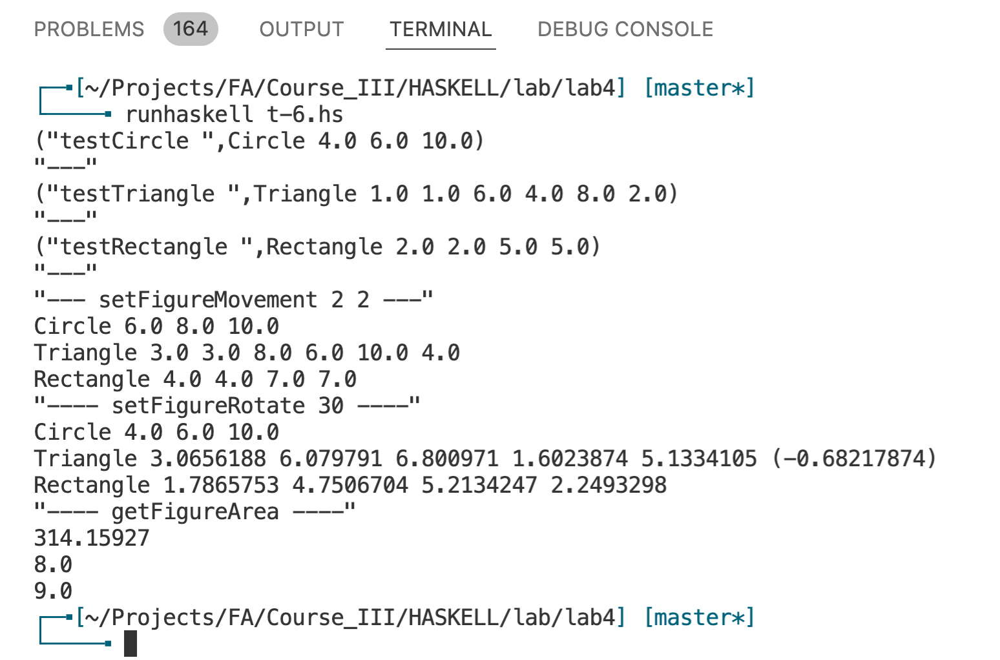 PROBLEMS 164 OUTPUT TERMINAL DEBUG CONSOLE
[~/Projects/FA/Course_III/HASKELL/lab/lab4] [master*]
runhaskell t-6.hs
("testCircle ",Circle 4.0 6.0 10.0)
"---"
("testTriangle ",Triangle 1.0 1.0 6.0 4.0 8.0 2.0)
"---"
("testRectangle ",Rectangle 2.0 2.0 5.0 5.0)
"---"
"--- setFigureMovement 2 2 ---"
Circle 6.0 8.0 10.0
Triangle 3.0 3.0 8.0 6.0 10.0 4.0
Rectangle 4.0 4.0 7.0 7.0
"---- setFigureRotate 30 ----"
Circle 4.0 6.0 10.0
Triangle 3.0656188 6.079791 6.800971 1.6023874 5.1334105 (-0.68217874)
Rectangle 1.7865753 4.7506704 5.2134247 2.2493298
"---- getFigureArea ----"
314.15927
8.0
9.0
[~/Projects/FA/Course_III/HASKELL/lab/lab4] [master*]